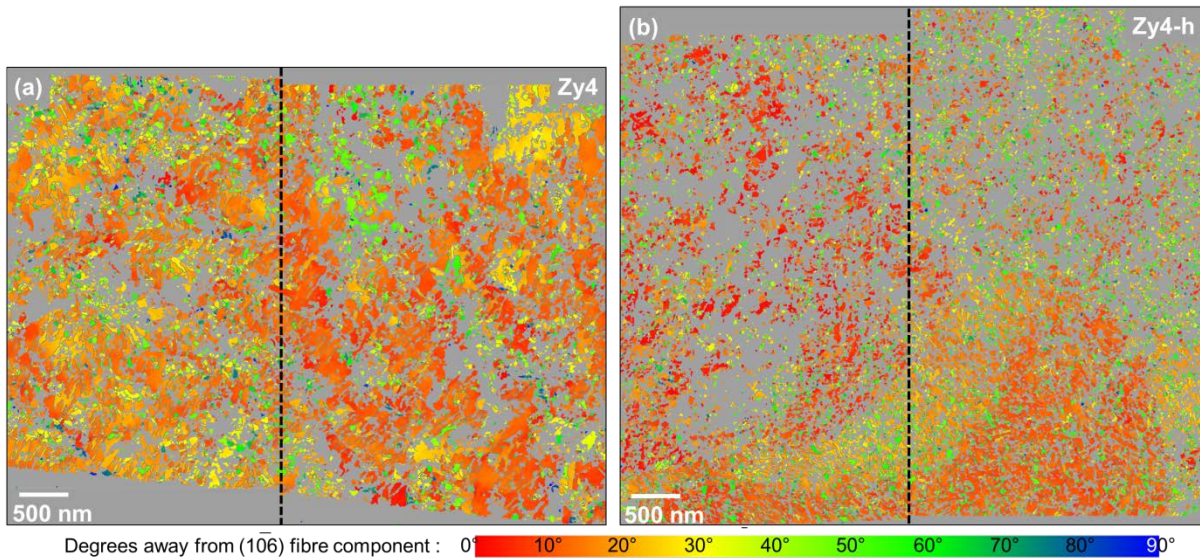 (a) Zy4
500 nm
(b) Zy4-h
500 nm
Degrees away from (10̅6̅) fibre component : 0° 10° 20° 30° 40° 50° 60° 70° 80° 90°